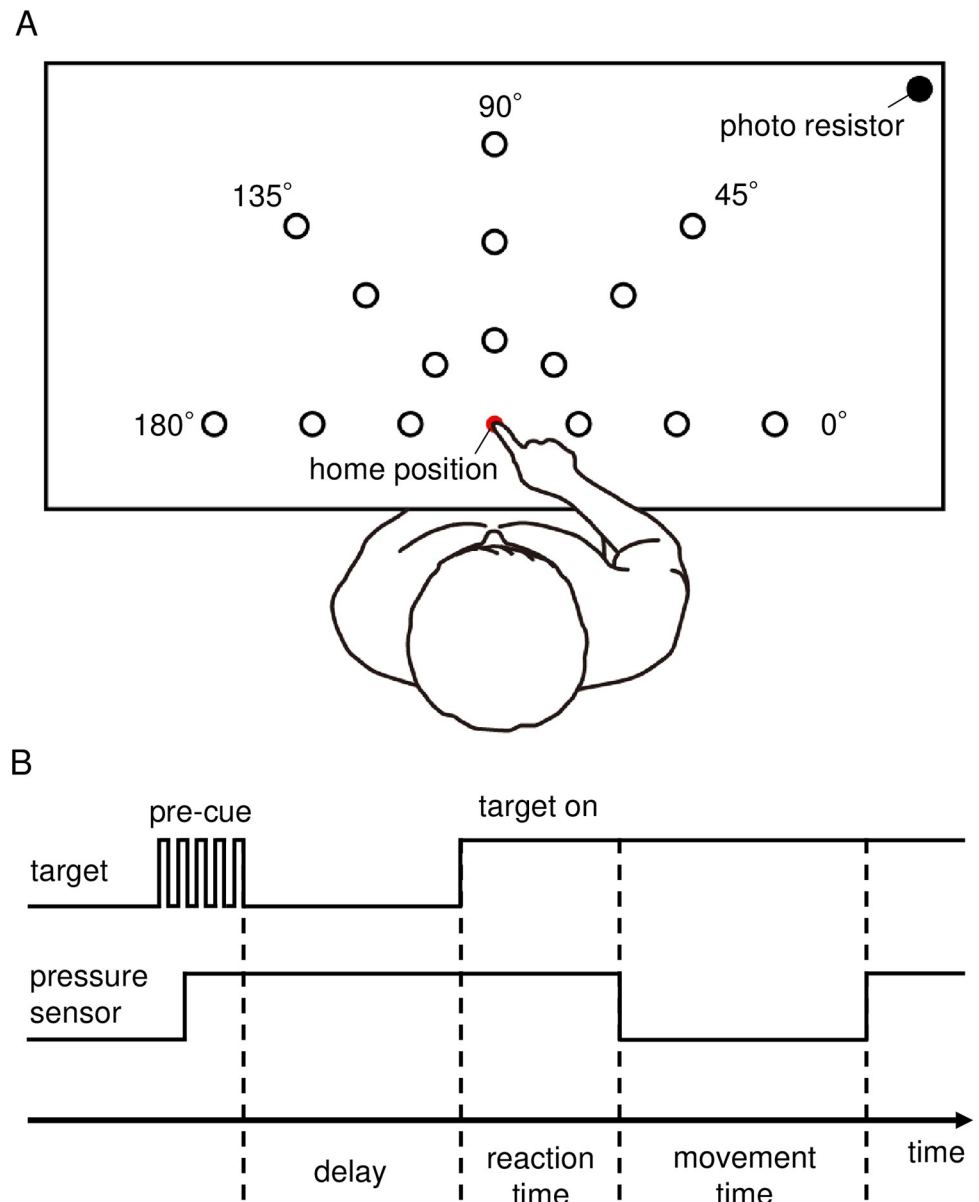 A
90°
photo resistor
135°
45°
180°
0°
home position
B
pre-cue
target on
target
pressure
sensor
time
delay
reaction
time
movement
time